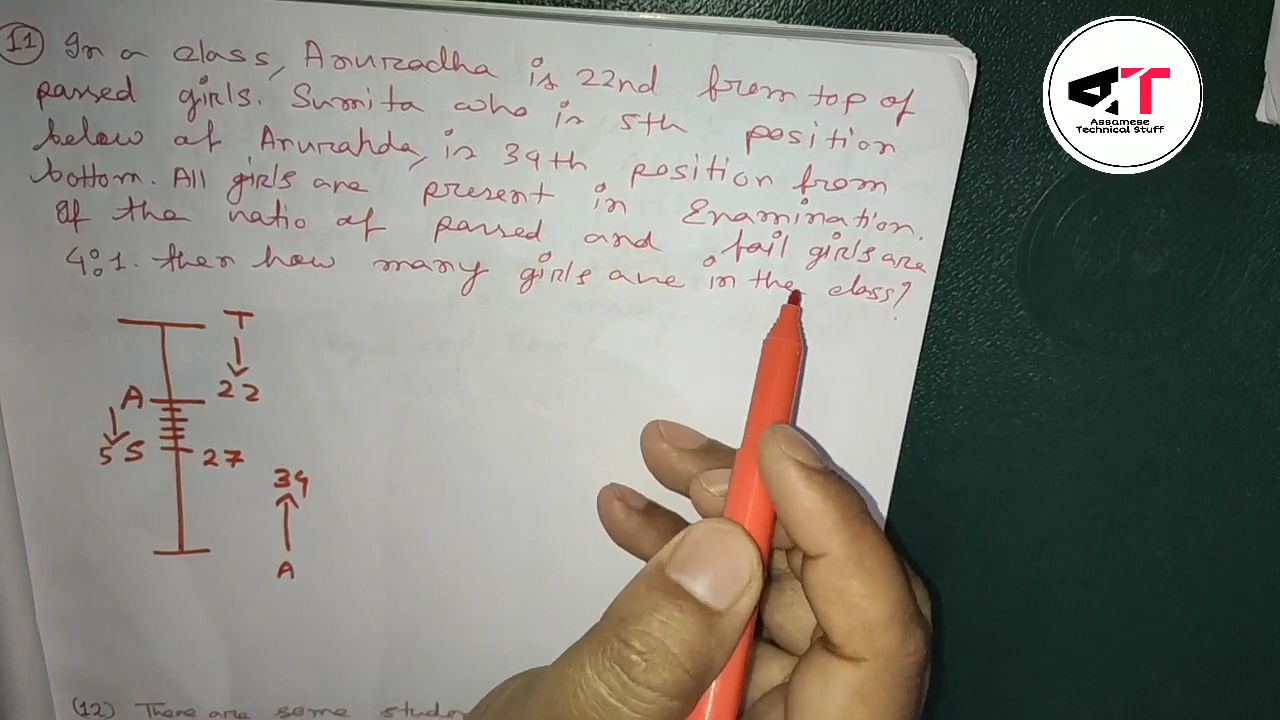 11 In a class, Anuradha is 22nd from top of
passed girls. Sumita who is 5th position
below of Anurahda, is 34th position from
bottom. All girls are present in Examination.
If the ratio of passed and fail girls are
4:1. then how many girls are in the class?
T
22
A
5 S
27
34
A
(12) There are some
AT
Assamese
Technical Stuff